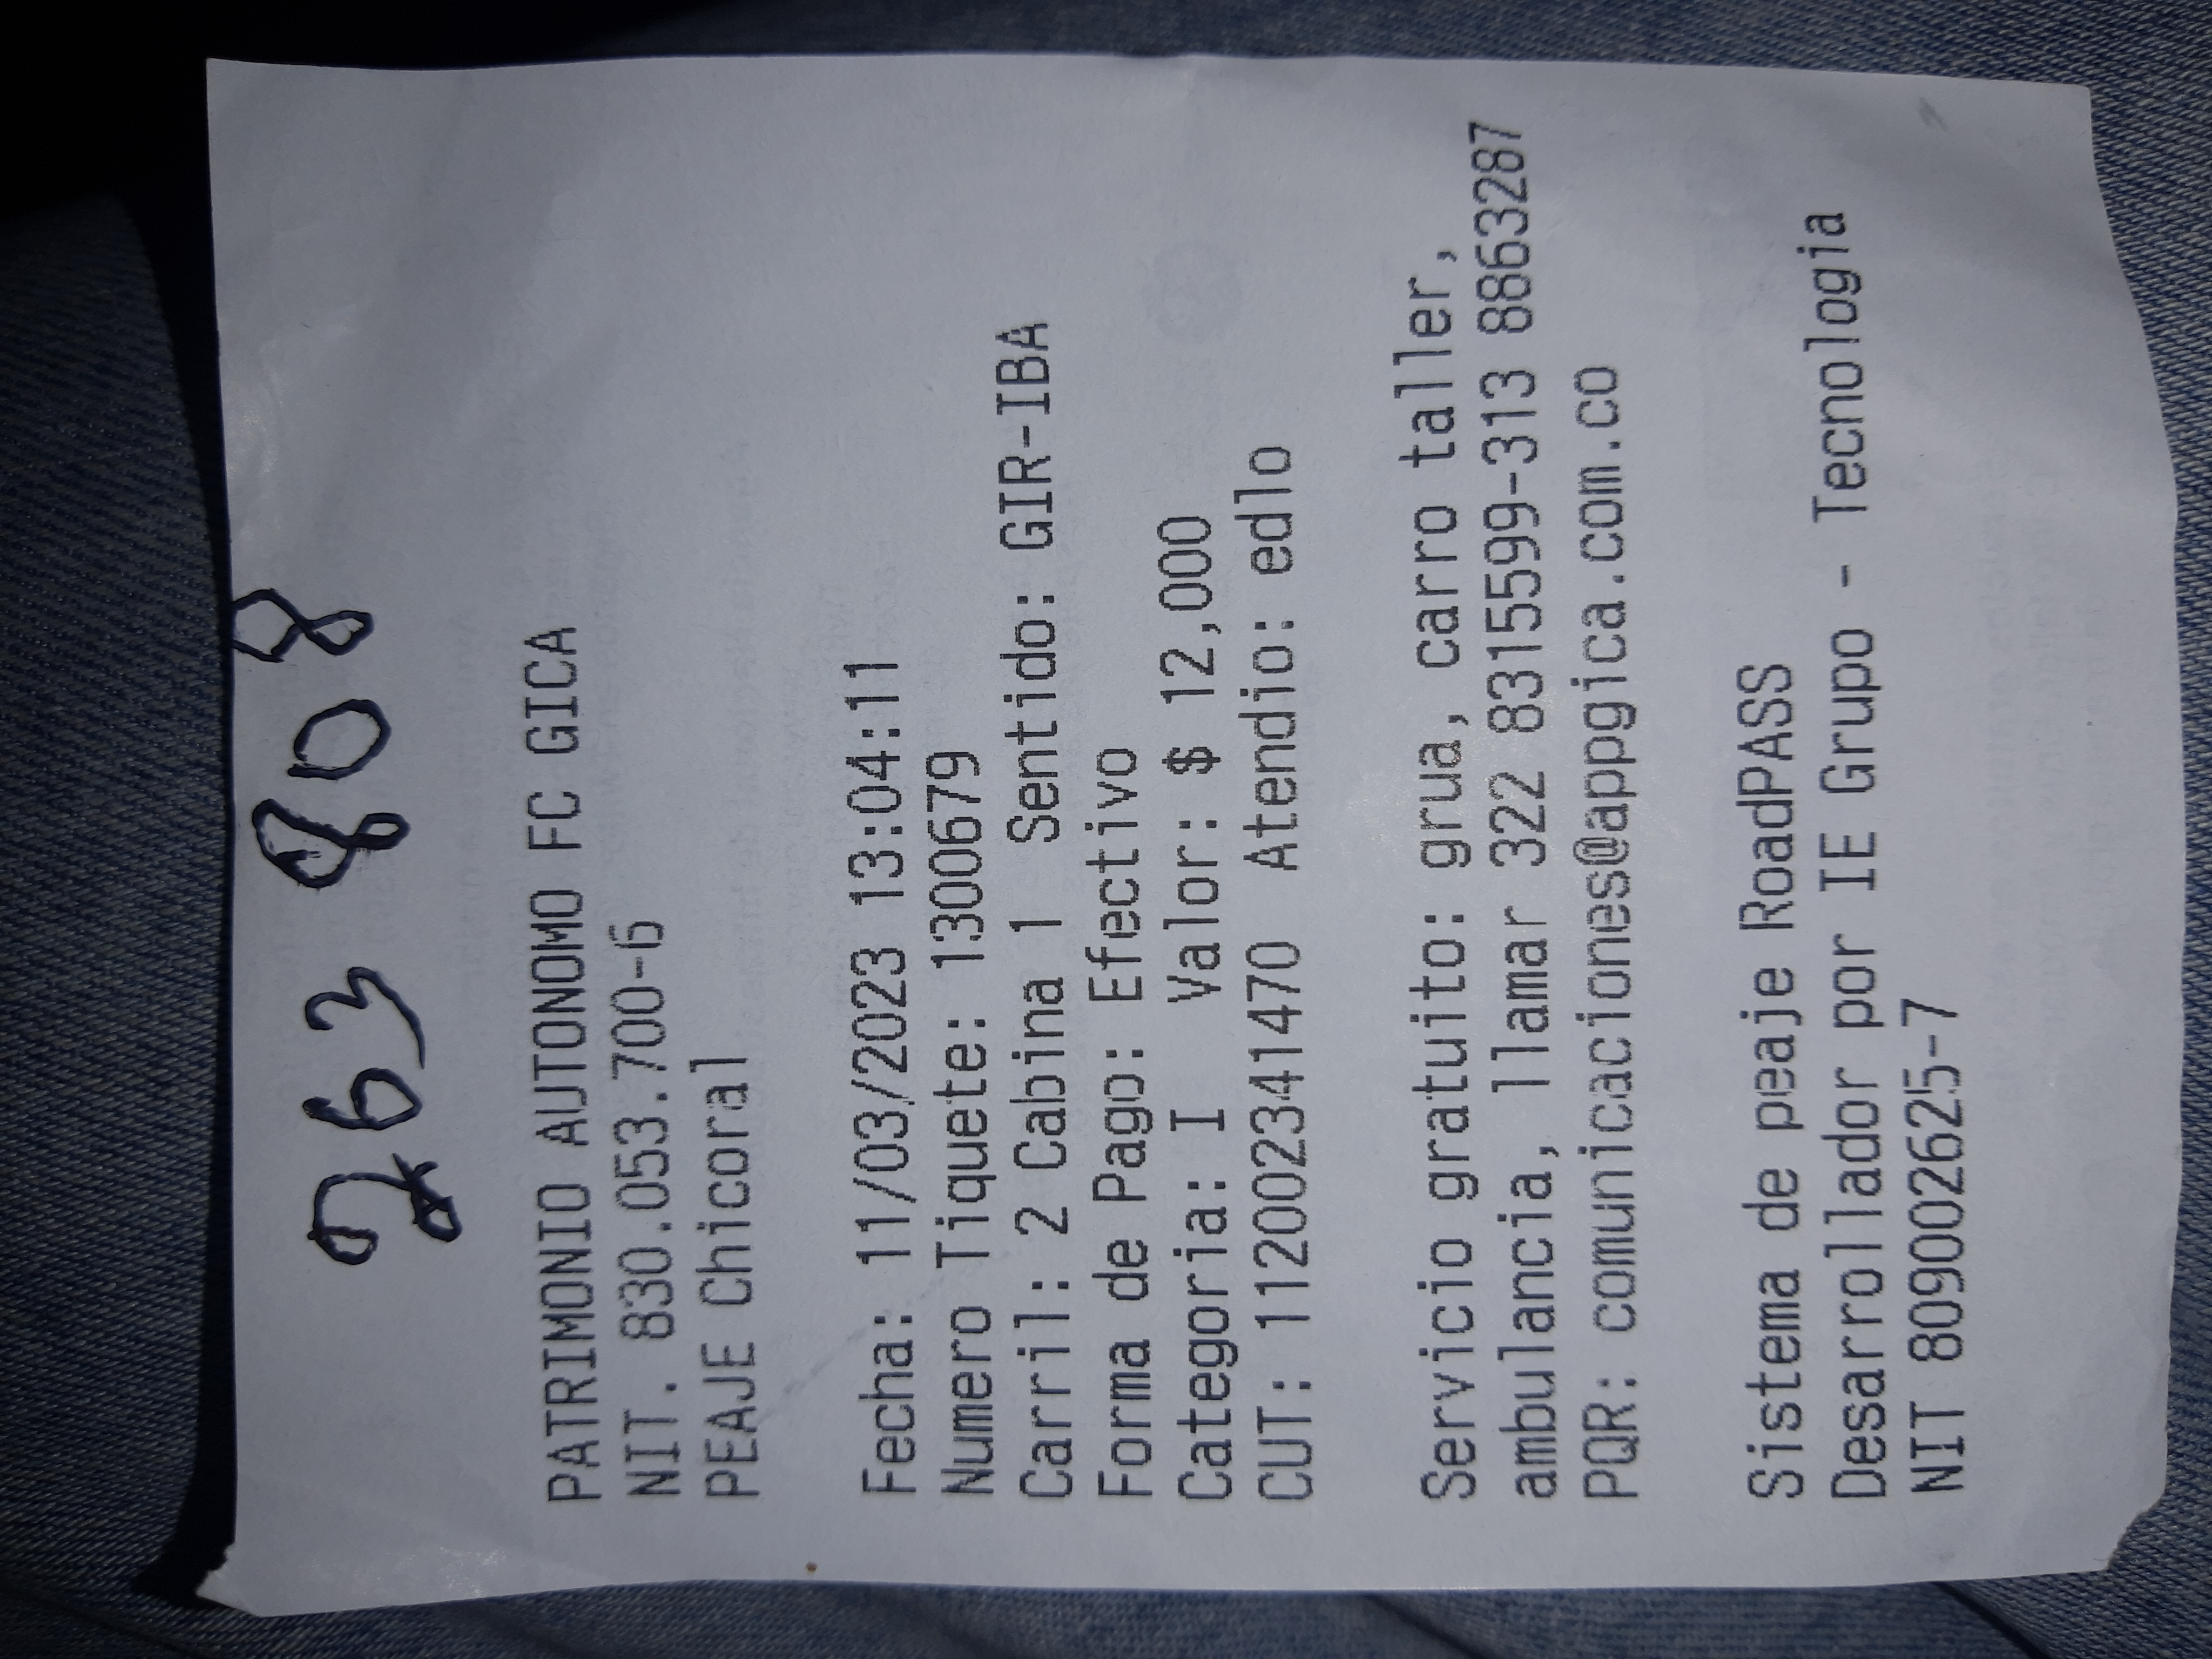 263 808
PATRIMONIO AUTONOMO FC GICA
NIT. 830.053.700-6
PEAJE Chicoral
Fecha: 11/03/2023 13:04:11
Numero Tiquete: 1300679
Carril: 2 Cabina 1 Sentido: GIR-IBA
Forma de Pago: Efectivo
Categoria: I Valor: $ 12,000
CUT: 112002341470 Atendio: edlo
Servicio gratuito: grua, carro taller,
ambulancia, llamar 322 8315599-313 8863287
PQR: comunicaciones@appgica.com.co
Sistema de peaje RoadPASS
Desarrollador por IE Grupo - Tecnologia
NIT 809002625-7